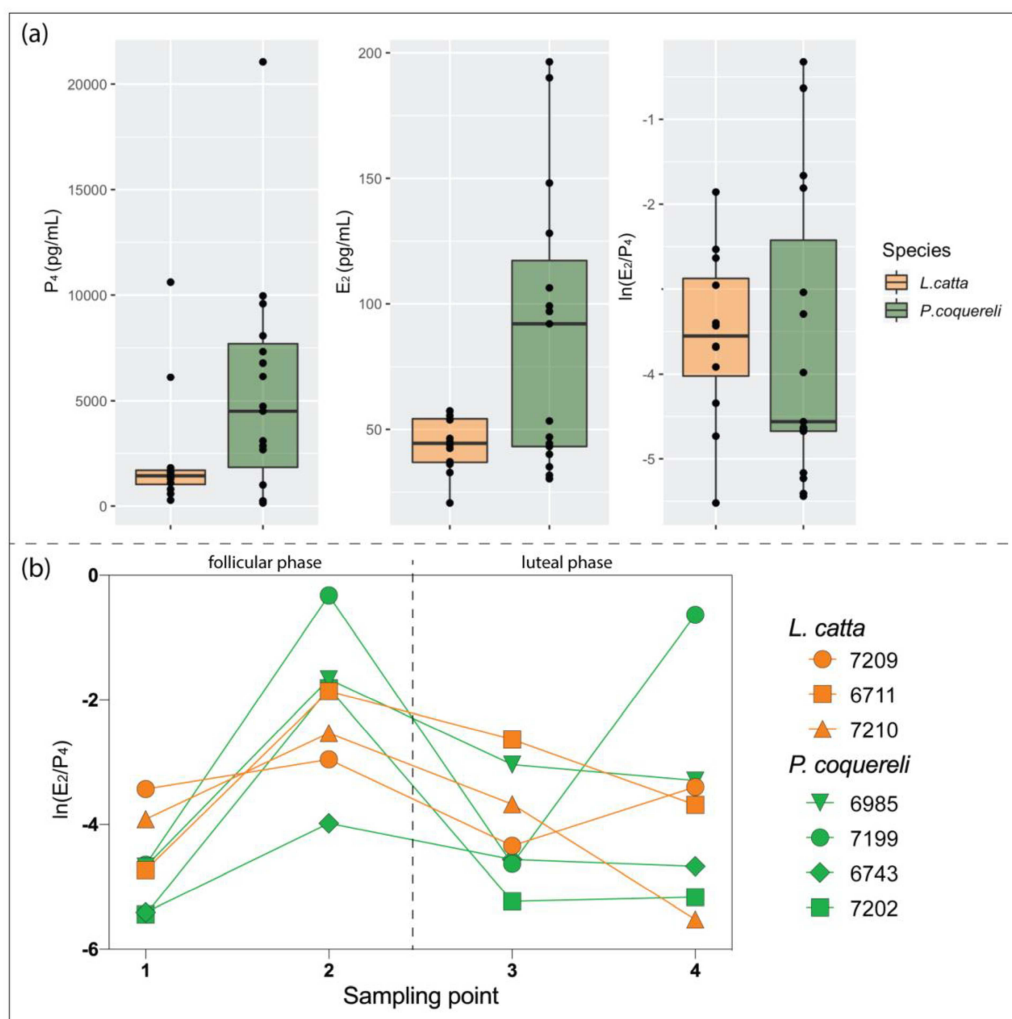 (a)
P₄ (pg/mL)
20000
15000
10000
5000
0
E₂ (pg/mL)
200
150
100
50
ln(E₂/P₄)
-1
-2
-3
-4
-5
Species
L.catta
P.coquereli
(b)
follicular phase
luteal phase
ln(E₂/P₄)
0
-2
-4
-6
1 2 3 4
Sampling point
L. catta
7209
6711
7210
P. coquereli
6985
7199
6743
7202